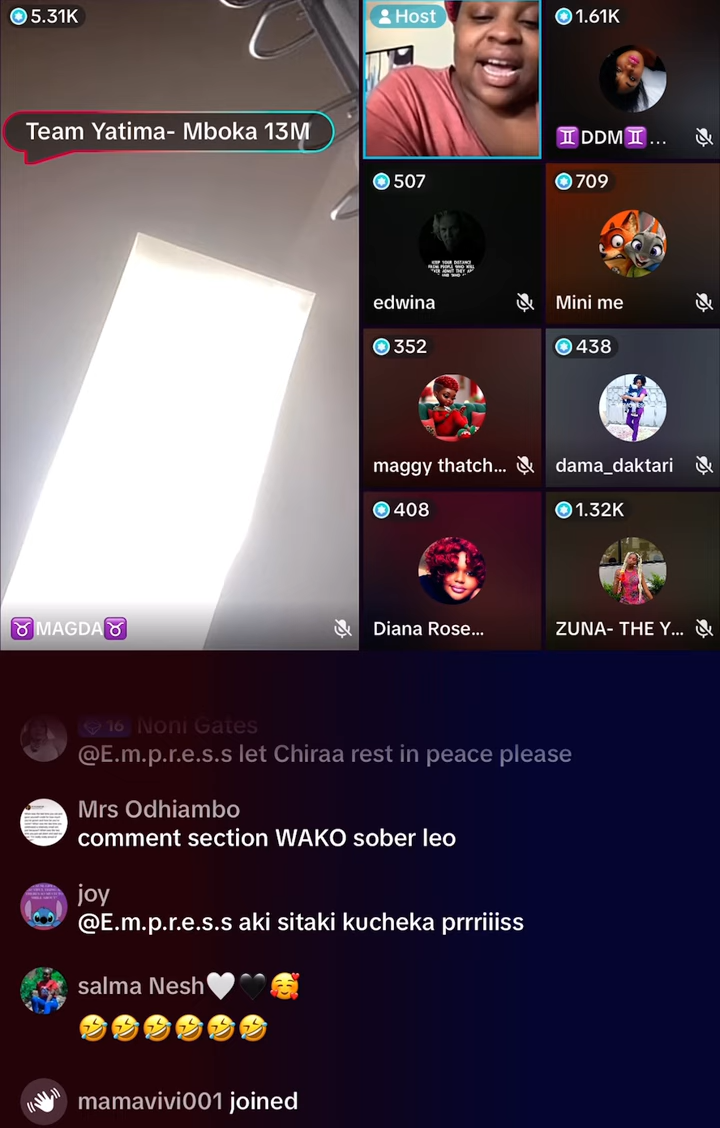 5.31K
Team Yatima- Mboka 13M
♉MAGDA♉
Host
1.61K
♊DDM♊...
507
edwina
709
Mini me
352
maggy thatch...
438
dama_daktari
408
Diana Rose...
1.32K
ZUNA- THE Y...
16 Noni Gates
@E.m.p.r.e.s.s let Chiraa rest in peace please
Mrs Odhiambo
comment section WAKO sober leo
joy
@E.m.p.r.e.s.s aki sitaki kucheka prrriiiss
salma Nesh🤍🖤🥰
🤣🤣🤣🤣🤣🤣
mamavivi001 joined